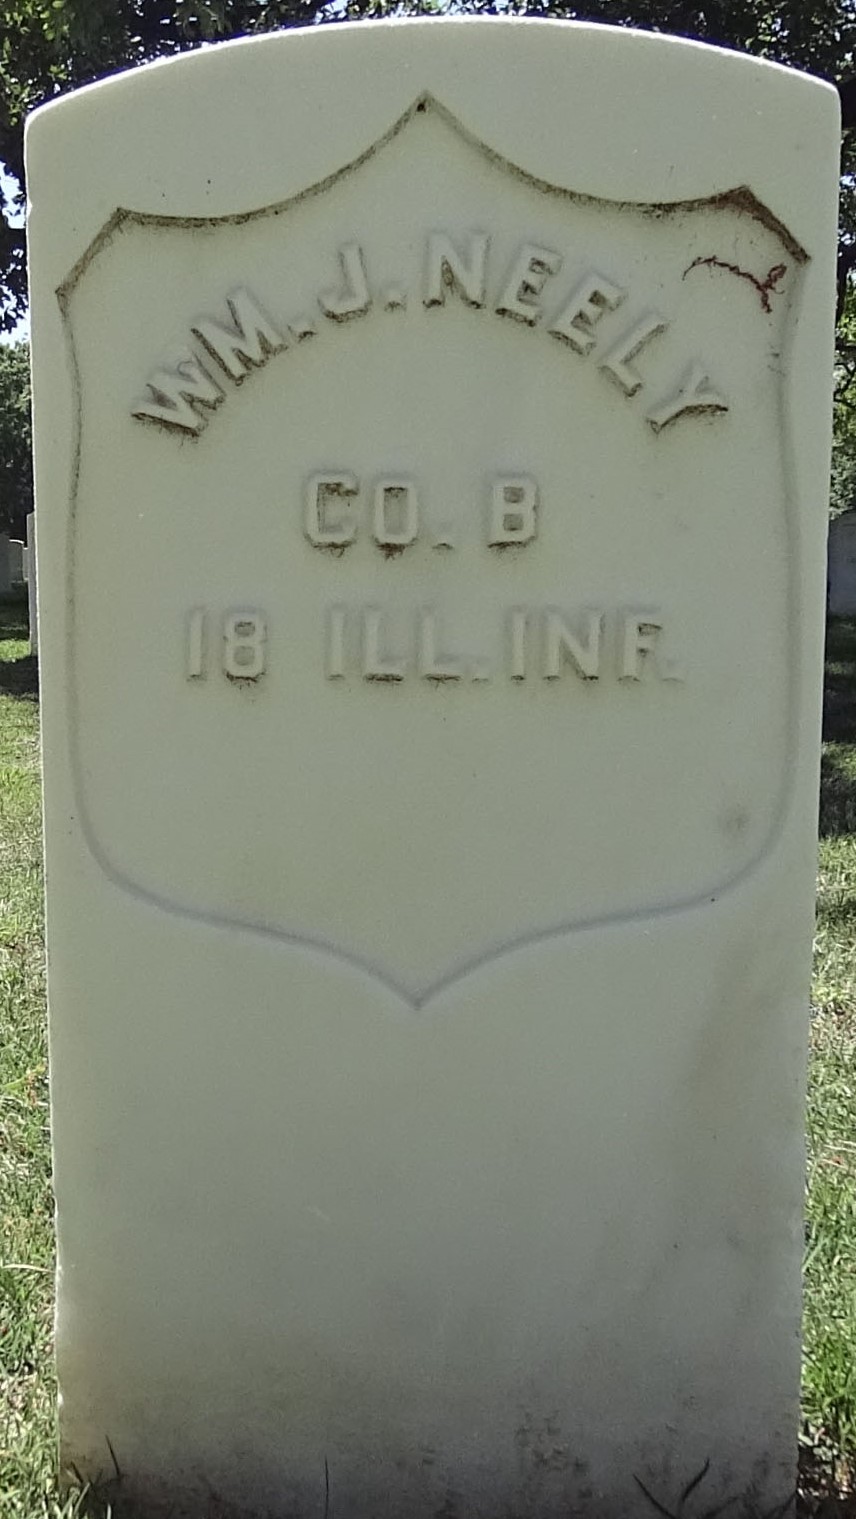 WM. J. NEELY
CO. B
18 ILL. INF.